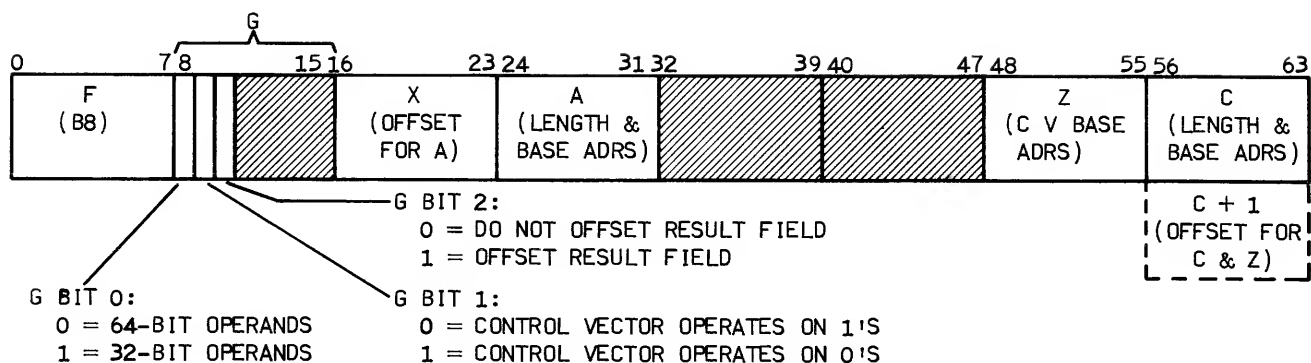 G
0 7 8 15 16 23 24 31 32 39 40 47 48 55 56 63
F
(B8)
X
(OFFSET
FOR A)
A
(LENGTH &
BASE ADRS)
Z
(C V BASE
ADRS)
C
(LENGTH &
BASE ADRS)
C + 1
(OFFSET FOR
C & Z)
G BIT 2:
0 = DO NOT OFFSET RESULT FIELD
1 = OFFSET RESULT FIELD
G BIT 0:
0 = 64-BIT OPERANDS
1 = 32-BIT OPERANDS
G BIT 1:
0 = CONTROL VECTOR OPERATES ON 1'S
1 = CONTROL VECTOR OPERATES ON 0'S